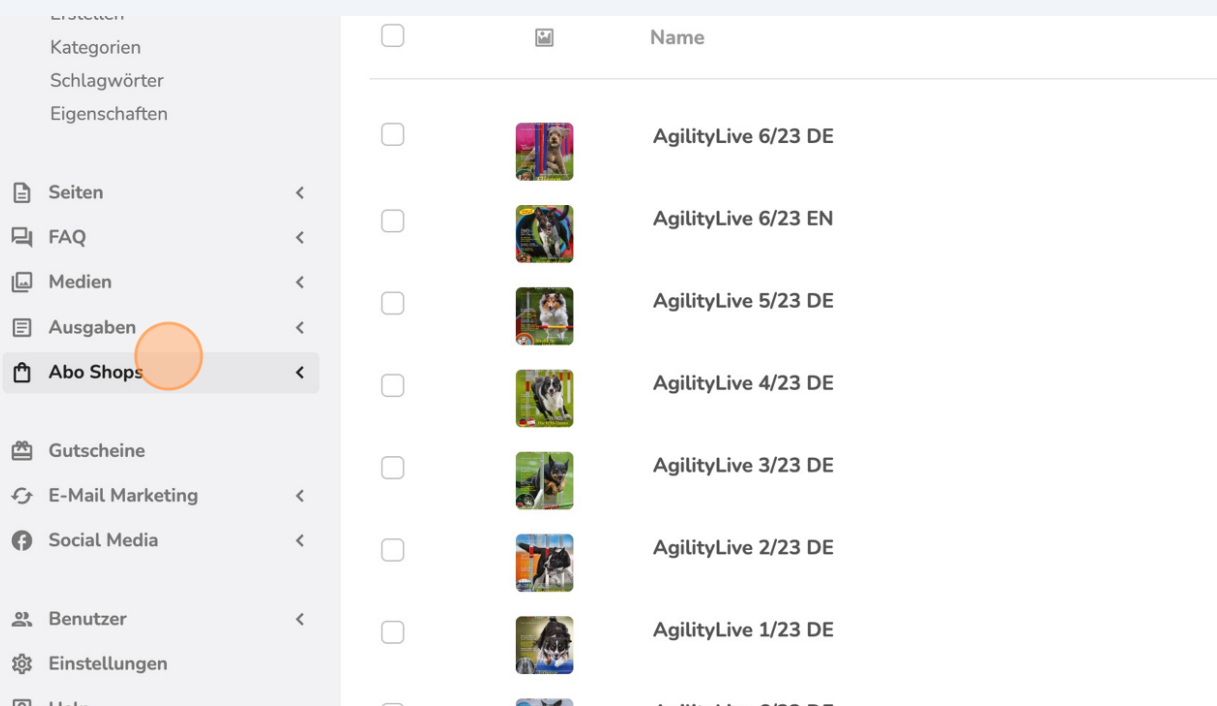 Erstellen
Kategorien
Schlagwörter
Eigenschaften
Seiten
FAQ
Medien
Ausgaben
Abo Shops
Gutscheine
E-Mail Marketing
Social Media
Benutzer
Einstellungen
Name
AgilityLive 6/23 DE
AgilityLive 6/23 EN
AgilityLive 5/23 DE
AgilityLive 4/23 DE
AgilityLive 3/23 DE
AgilityLive 2/23 DE
AgilityLive 1/23 DE